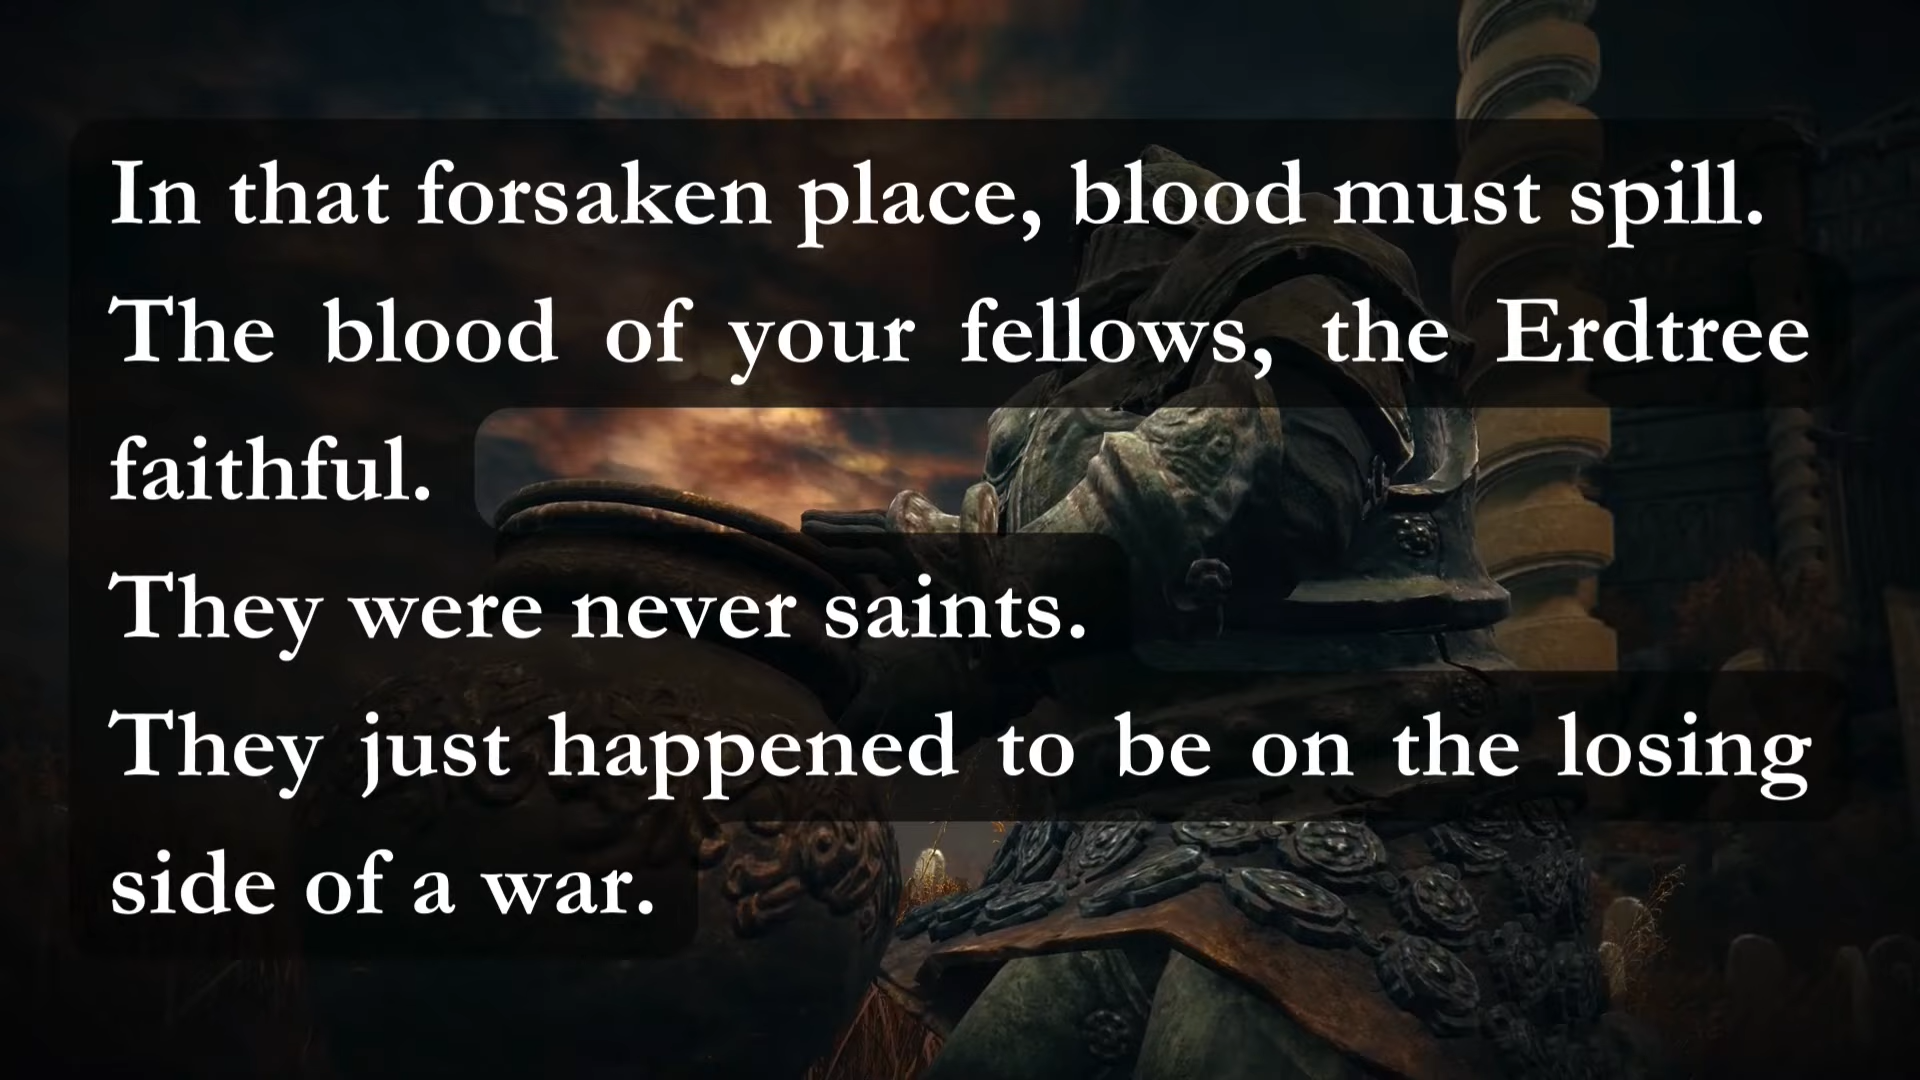 In that forsaken place, blood must spill.
The blood of your fellows, the Erdtree
faithful.
They were never saints.
They just happened to be on the losing
side of a war.